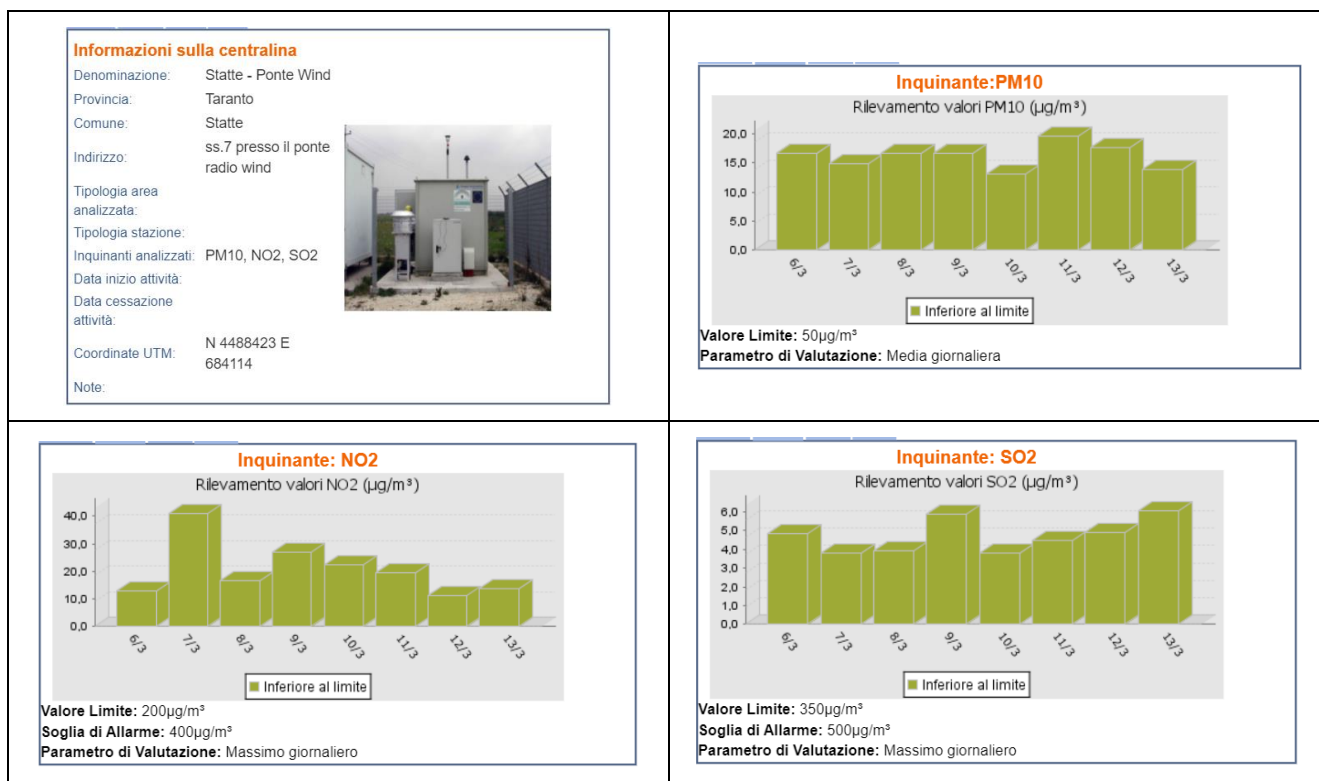 Informazioni sulla centralina
Denominazione: Statte - Ponte Wind
Provincia: Taranto
Comune: Statte
Indirizzo: ss.7 presso il ponte
radio wind
Tipologia area
analizzata:
Tipologia stazione:
Inquinanti analizzati: PM10, NO2, SO2
Data inizio attività:
Data cessazione
attività:
Coordinate UTM: N 4488423 E
684114
Note:
Inquinante:PM10
Rilevamento valori PM10 (µg/m³)
20,0
15,0
10,0
5,0
0,0
6/3 7/3 8/3 9/3 10/3 11/3 12/3 13/3
Inferiore al limite
Valore Limite: 50µg/m³
Parametro di Valutazione: Media giornaliera
Inquinante: NO2
Rilevamento valori NO2 (µg/m³)
40,0
30,0
20,0
10,0
0,0
6/3 7/3 8/3 9/3 10/3 11/3 12/3 13/3
Inferiore al limite
Valore Limite: 200µg/m³
Soglia di Allarme: 400µg/m³
Parametro di Valutazione: Massimo giornaliero
Inquinante: SO2
Rilevamento valori SO2 (µg/m³)
6,0
5,0
4,0
3,0
2,0
1,0
0,0
6/3 7/3 8/3 9/3 10/3 11/3 12/3 13/3
Inferiore al limite
Valore Limite: 350µg/m³
Soglia di Allarme: 500µg/m³
Parametro di Valutazione: Massimo giornaliero